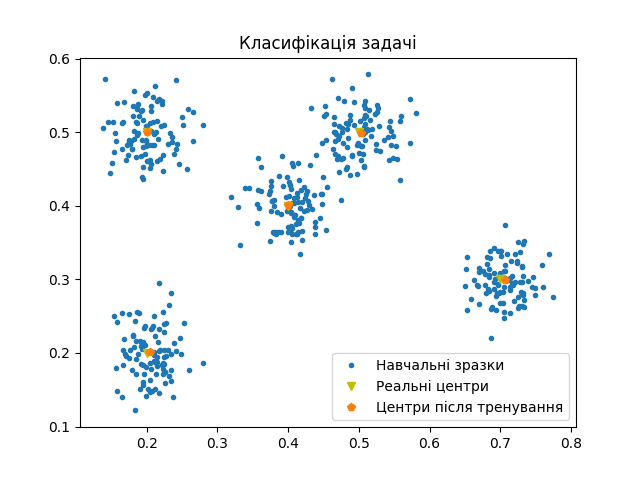 Класифікація задачі
0.6
0.5
0.4
0.3
0.2
0.1
0.2 0.3 0.4 0.5 0.6 0.7 0.8
Навчальні зразки
Реальні центри
Центри після тренування